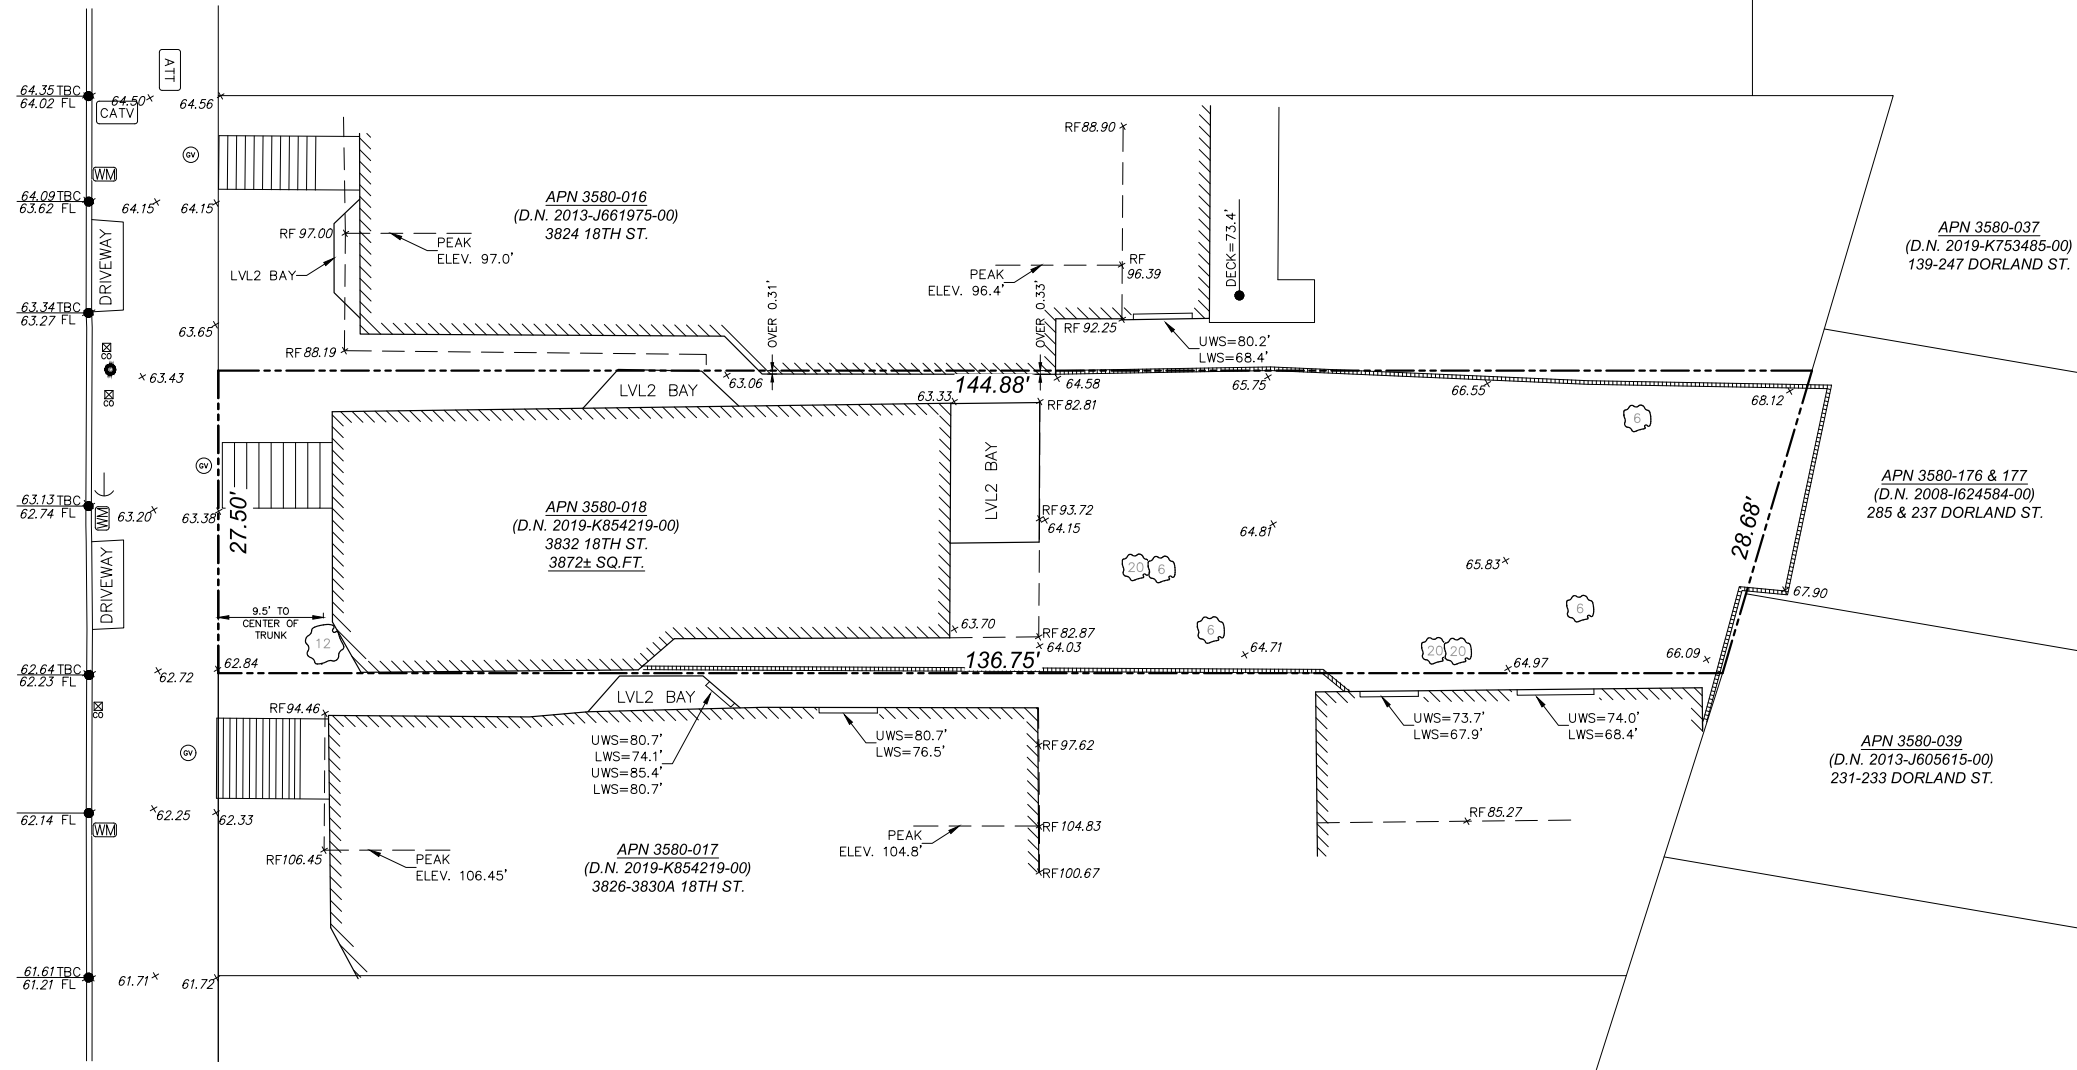 ATT
64.35 TBC
64.02 FL
64.50
CATV
64.56
GV
WM
64.09 TBC
63.62 FL
64.15
64.15
DRIVEWAY
63.34 TBC
63.27 FL
63.65
RF 97.00
PEAK
ELEV. 97.0'
LVL2 BAY
RF 88.19
APN 3580-016
(D.N. 2013-J661975-00)
3824 18TH ST.
RF 88.90
PEAK
ELEV. 96.4'
RF
96.39
DECK=73.4'
OVER 0.31'
OVER 0.33'
RF 92.25
UWS=80.2'
LWS=68.4'
APN 3580-037
(D.N. 2019-K753485-00)
139-247 DORLAND ST.
63.43
LVL2 BAY
63.06
144.88'
63.33
64.58
65.75
66.55
68.12
RF 82.81
6
GV
63.13 TBC
62.74 FL
WM
63.20
63.38
27.50'
APN 3580-018
(D.N. 2019-K854219-00)
3832 18TH ST.
3872± SQ.FT.
LVL2 BAY
RF 93.72
64.15
64.81
65.83
28.68'
APN 3580-176 & 177
(D.N. 2008-I624584-00)
285 & 237 DORLAND ST.
DRIVEWAY
20
6
67.90
9.5' TO
CENTER OF
TRUNK
12
63.70
RF 82.87
64.03
6
6
136.75'
64.71
20
20
64.97
66.09
62.64 TBC
62.23 FL
62.72
62.84
RF 94.46
LVL2 BAY
UWS=80.7'
LWS=74.1'
UWS=85.4'
LWS=80.7'
UWS=80.7'
LWS=76.5'
RF 97.62
UWS=73.7'
LWS=67.9'
UWS=74.0'
LWS=68.4'
APN 3580-039
(D.N. 2013-J605615-00)
231-233 DORLAND ST.
GV
62.14 FL
WM
62.25
62.33
RF 106.45
PEAK
ELEV. 106.45'
APN 3580-017
(D.N. 2019-K854219-00)
3826-3830A 18TH ST.
PEAK
ELEV. 104.8'
RF 104.83
RF 100.67
RF 85.27
61.61 TBC
61.21 FL
61.71
61.72